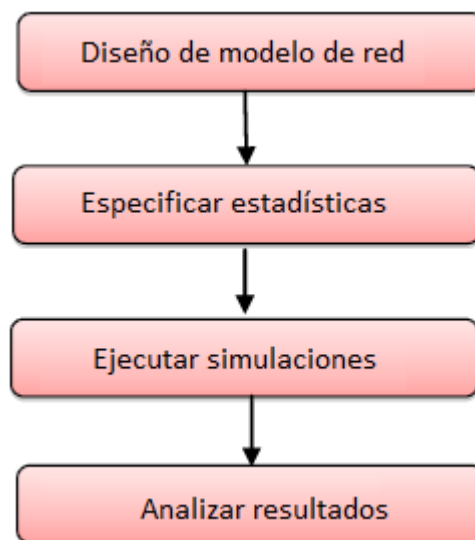 Diseño de modelo de red
Especificar estadísticas
Ejecutar simulaciones
Analizar resultados